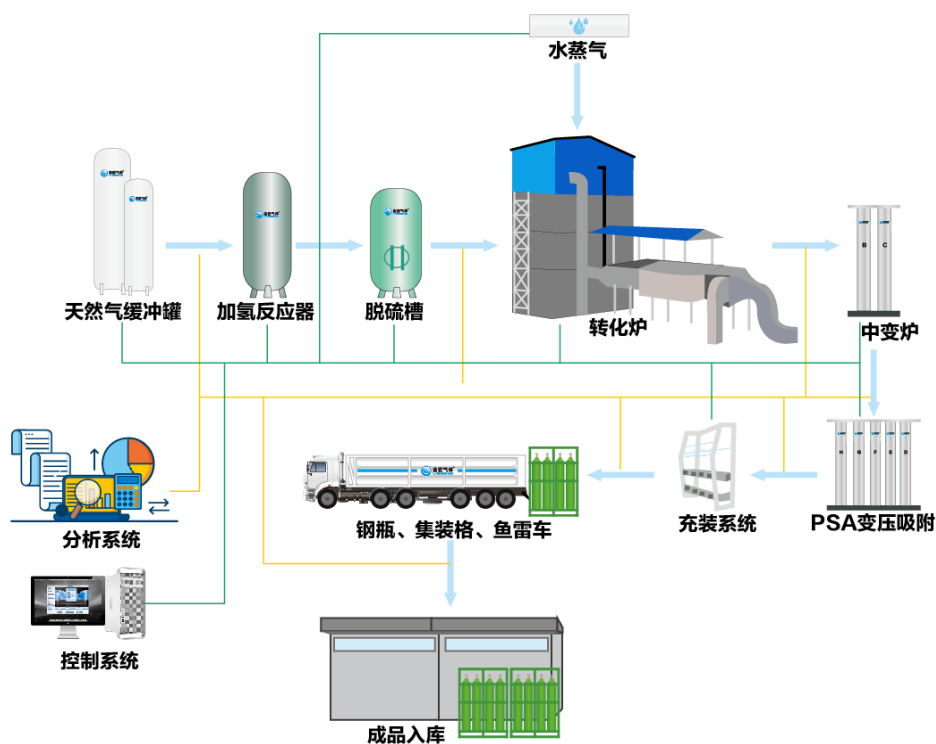 水蒸气
天然气缓冲罐
加氢反应器
脱硫槽
转化炉
B C
中变炉
H G F E D
分析系统
钢瓶、集装格、鱼雷车
充装系统
PSA变压吸附
控制系统
成品入库